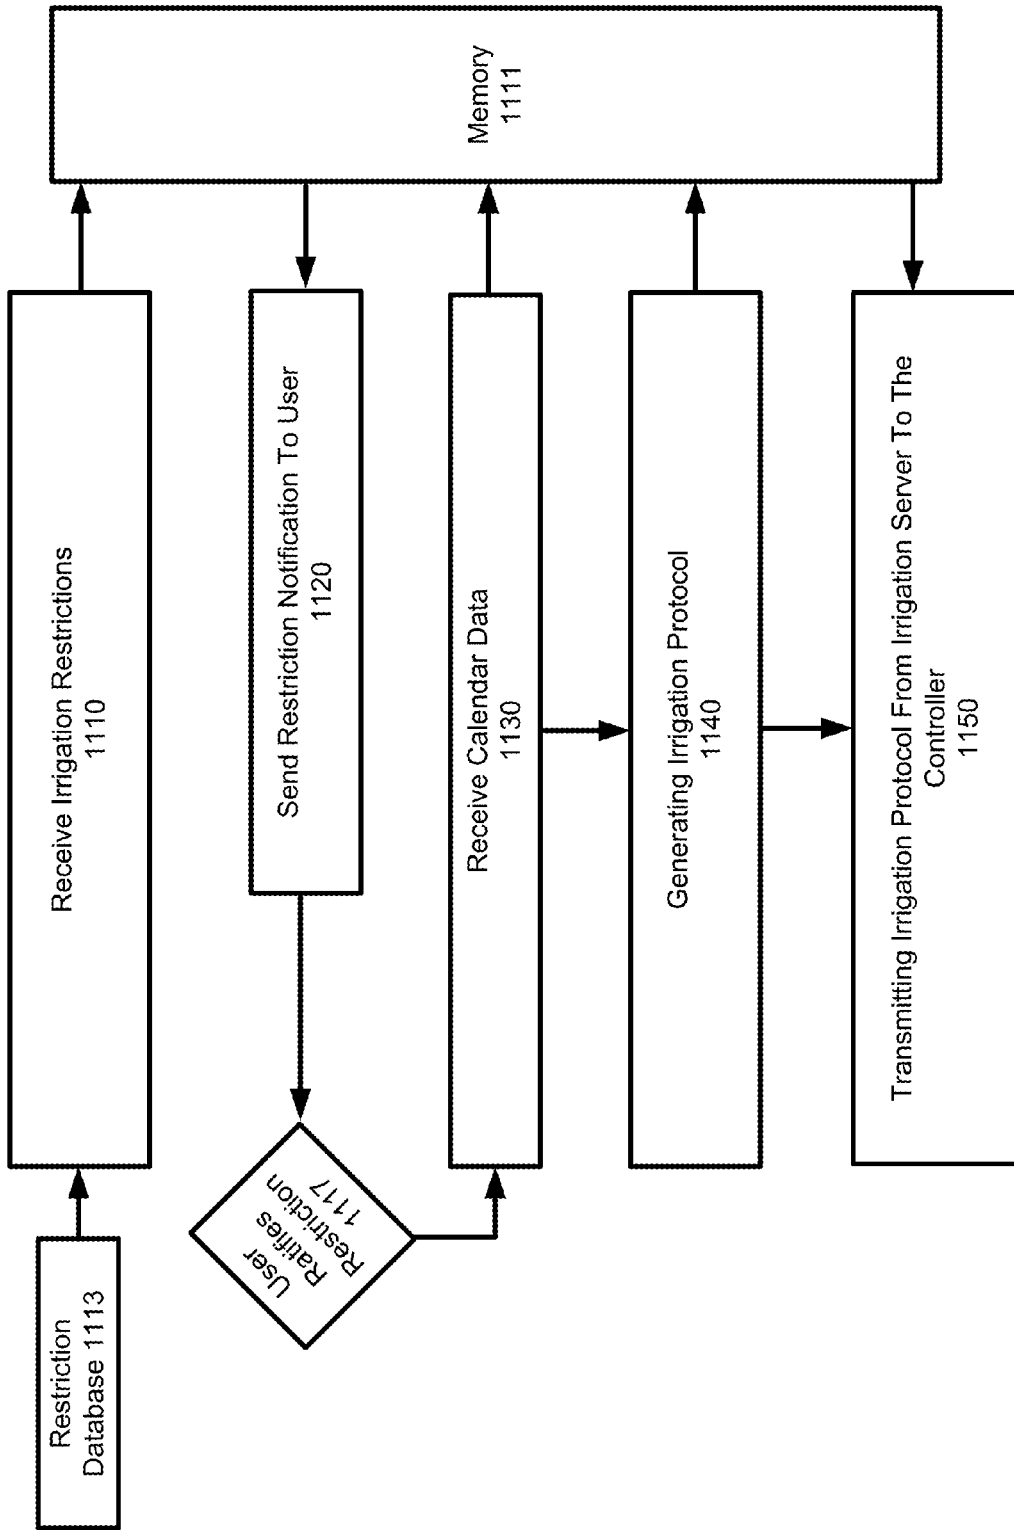 Restriction
Database 1113
Receive Irrigation Restrictions
1110
Memory
1111
Send Restriction Notification To User
1120
User
Ratifies
Restriction
1117
Receive Calendar Data
1130
Generating Irrigation Protocol
1140
Transmitting Irrigation Protocol From Irrigation Server To The
Controller
1150